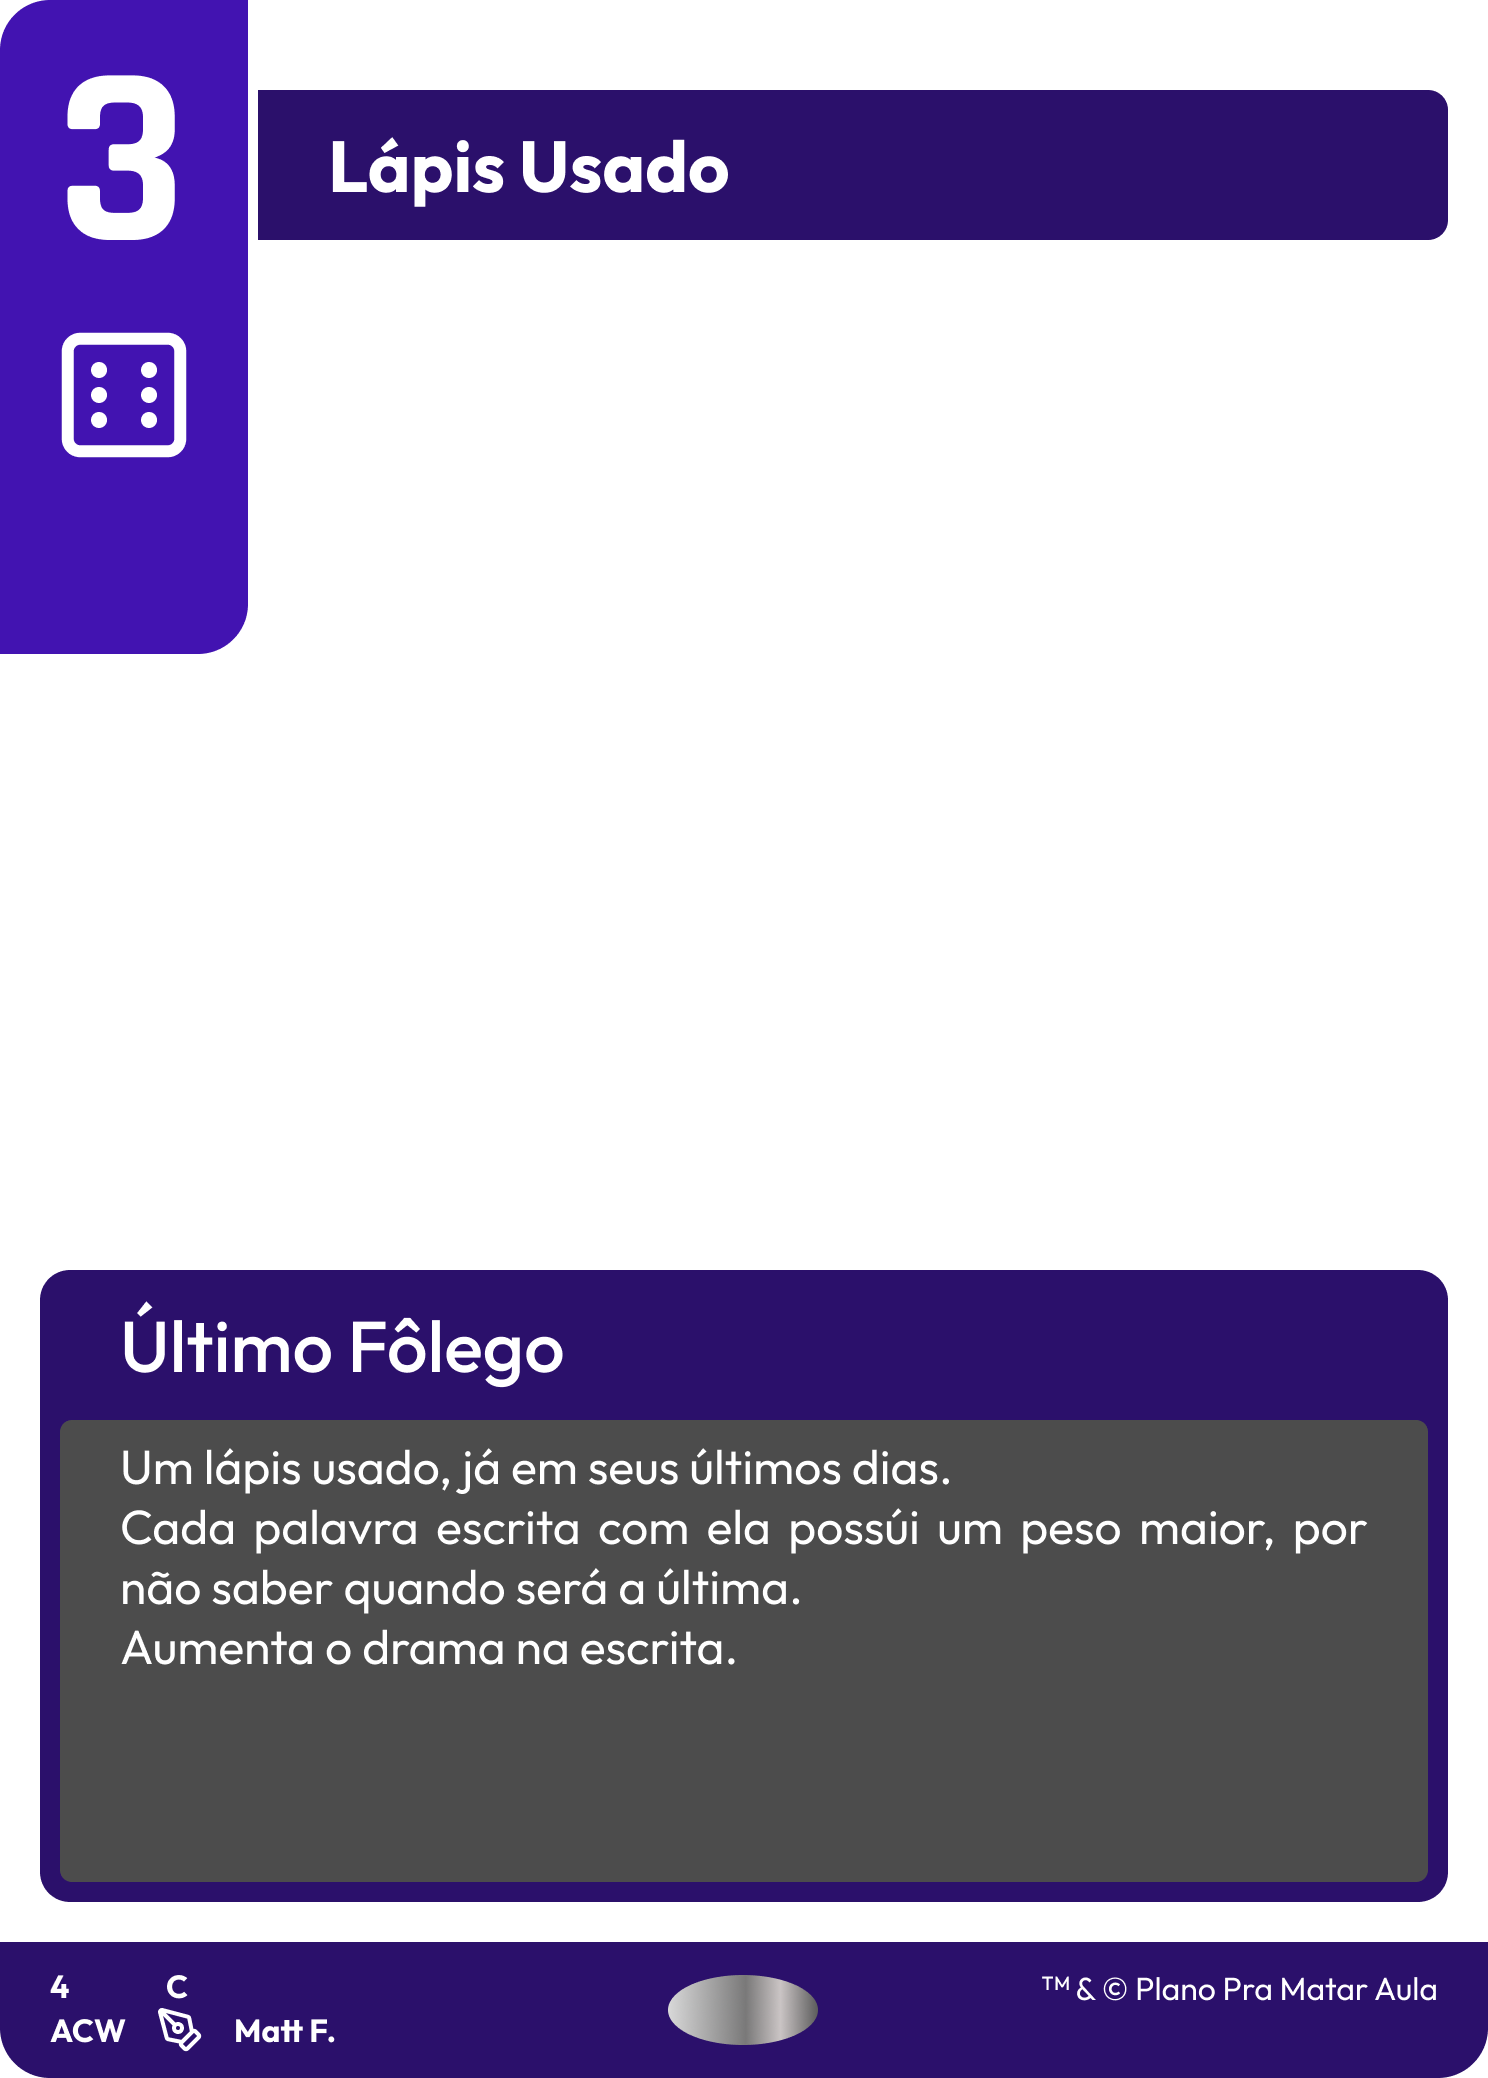 3
Lápis Usado
Último Fôlego
Um lápis usado, já em seus últimos dias.
Cada palavra escrita com ela possúi um peso maior, por
não saber quando será a última.
Aumenta o drama na escrita.
4 C
ACW Matt F.
™ & © Plano Pra Matar Aula